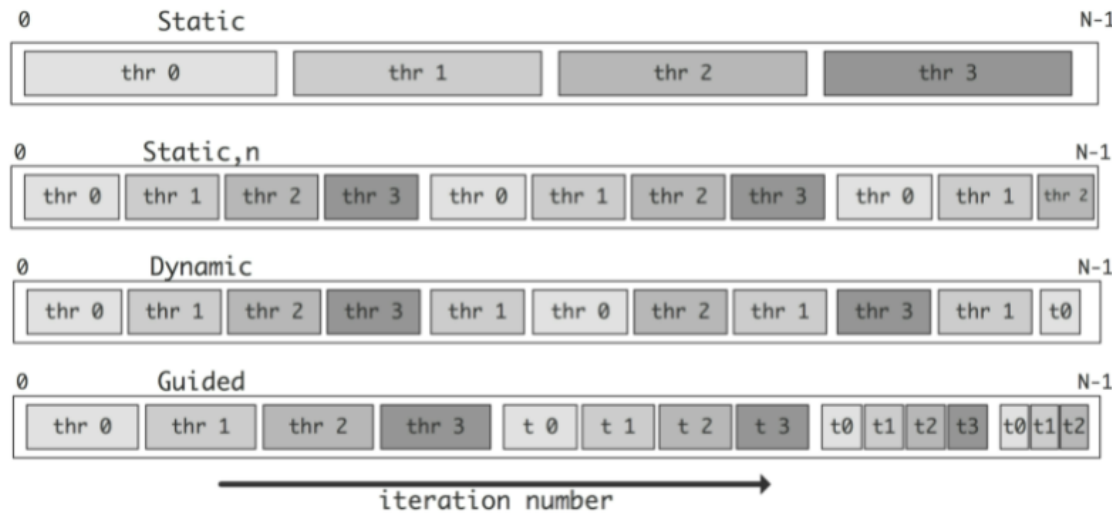 0 Static N-1
thr 0 thr 1 thr 2 thr 3
0 Static,n N-1
thr 0 thr 1 thr 2 thr 3 thr 0 thr 1 thr 2 thr 3 thr 0 thr 1 thr 2
0 Dynamic N-1
thr 0 thr 1 thr 2 thr 3 thr 1 thr 0 thr 2 thr 1 thr 3 thr 1 t0
0 Guided N-1
thr 0 thr 1 thr 2 thr 3 t 0 t 1 t 2 t 3 t0 t1 t2 t3 t0 t1 t2
iteration number